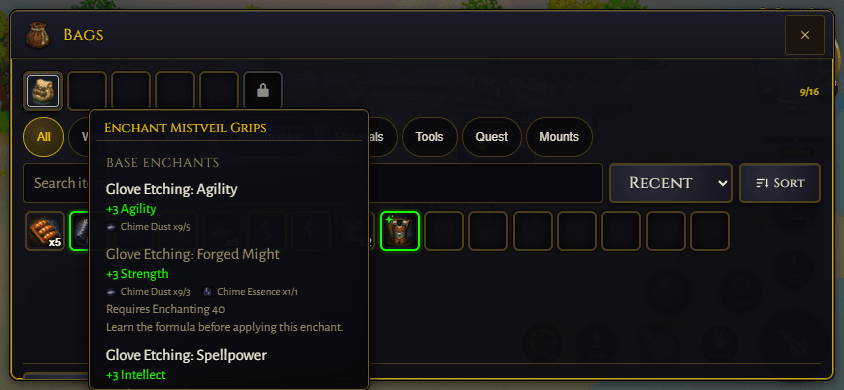 Bags
×
9/16
All
Tools
Quest
Mounts
Search
Recent
Sort
x5
Enchant Mistveil Grips
Base Enchants
Glove Etching: Agility
+3 Agility
Chime Dust x9/5
Glove Etching: Forged Might
+3 Strength
Chime Dust x9/3 Chime Essence x1/1
Requires Enchanting 40
Learn the formula before applying this enchant.
Glove Etching: Spellpower
+3 Intellect